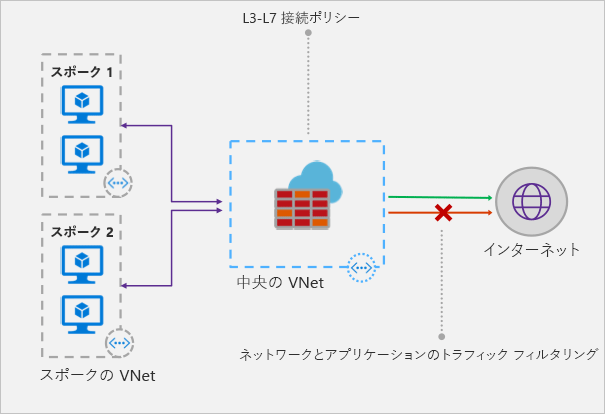 L3-L7 接続ポリシー
スポーク 1
スポーク 2
スポークの VNet
中央の VNet
インターネット
ネットワークとアプリケーションのトラフィック フィルタリング